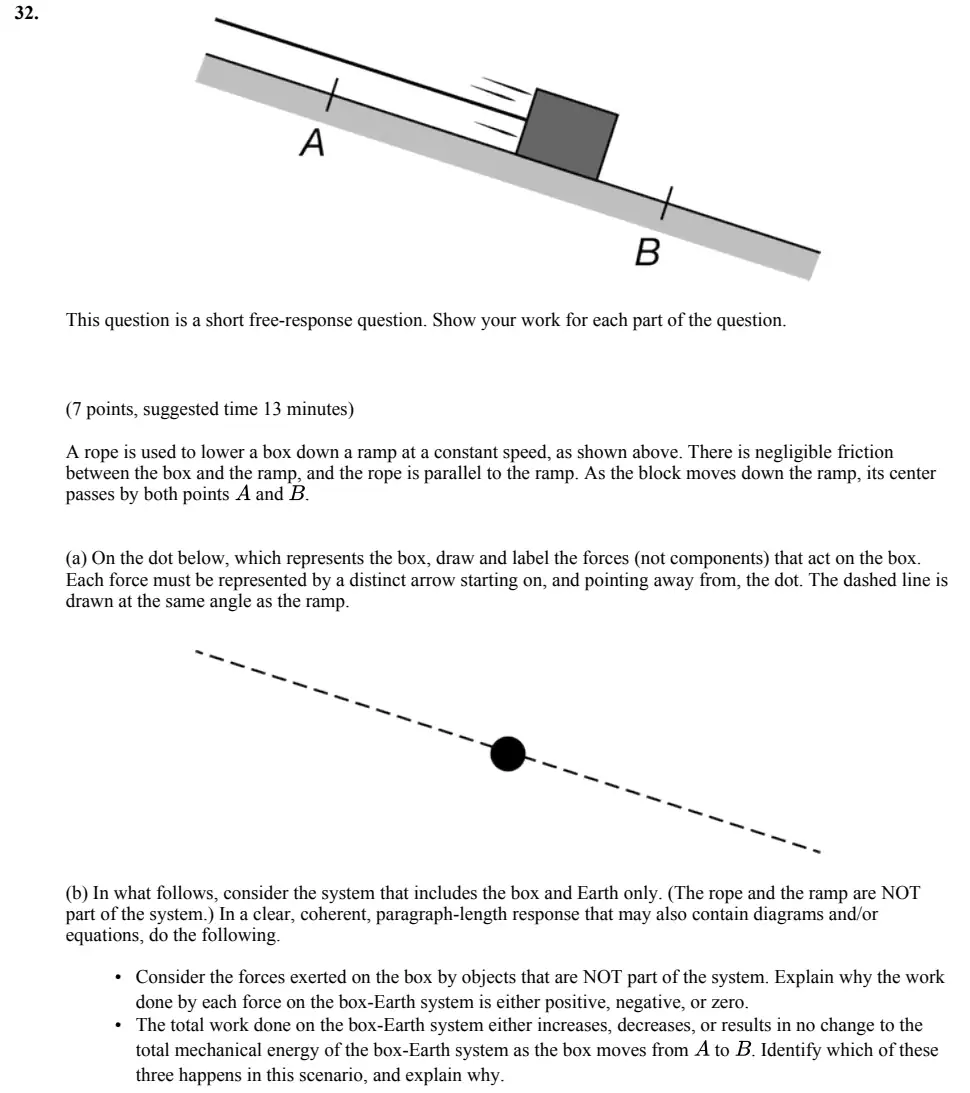 32.
A
B
This question is a short free-response question. Show your work for each part of the question.
(7 points, suggested time 13 minutes)
A rope is used to lower a box down a ramp at a constant speed, as shown above. There is negligible friction
between the box and the ramp, and the rope is parallel to the ramp. As the block moves down the ramp, its center
passes by both points A and B.
(a) On the dot below, which represents the box, draw and label the forces (not components) that act on the box.
Each force must be represented by a distinct arrow starting on, and pointing away from, the dot. The dashed line is
drawn at the same angle as the ramp.
(b) In what follows, consider the system that includes the box and Earth only. (The rope and the ramp are NOT
part of the system.) In a clear, coherent, paragraph-length response that may also contain diagrams and/or
equations, do the following.
• Consider the forces exerted on the box by objects that are NOT part of the system. Explain why the work
done by each force on the box-Earth system is either positive, negative, or zero.
• The total work done on the box-Earth system either increases, decreases, or results in no change to the
total mechanical energy of the box-Earth system as the box moves from A to B. Identify which of these
three happens in this scenario, and explain why.